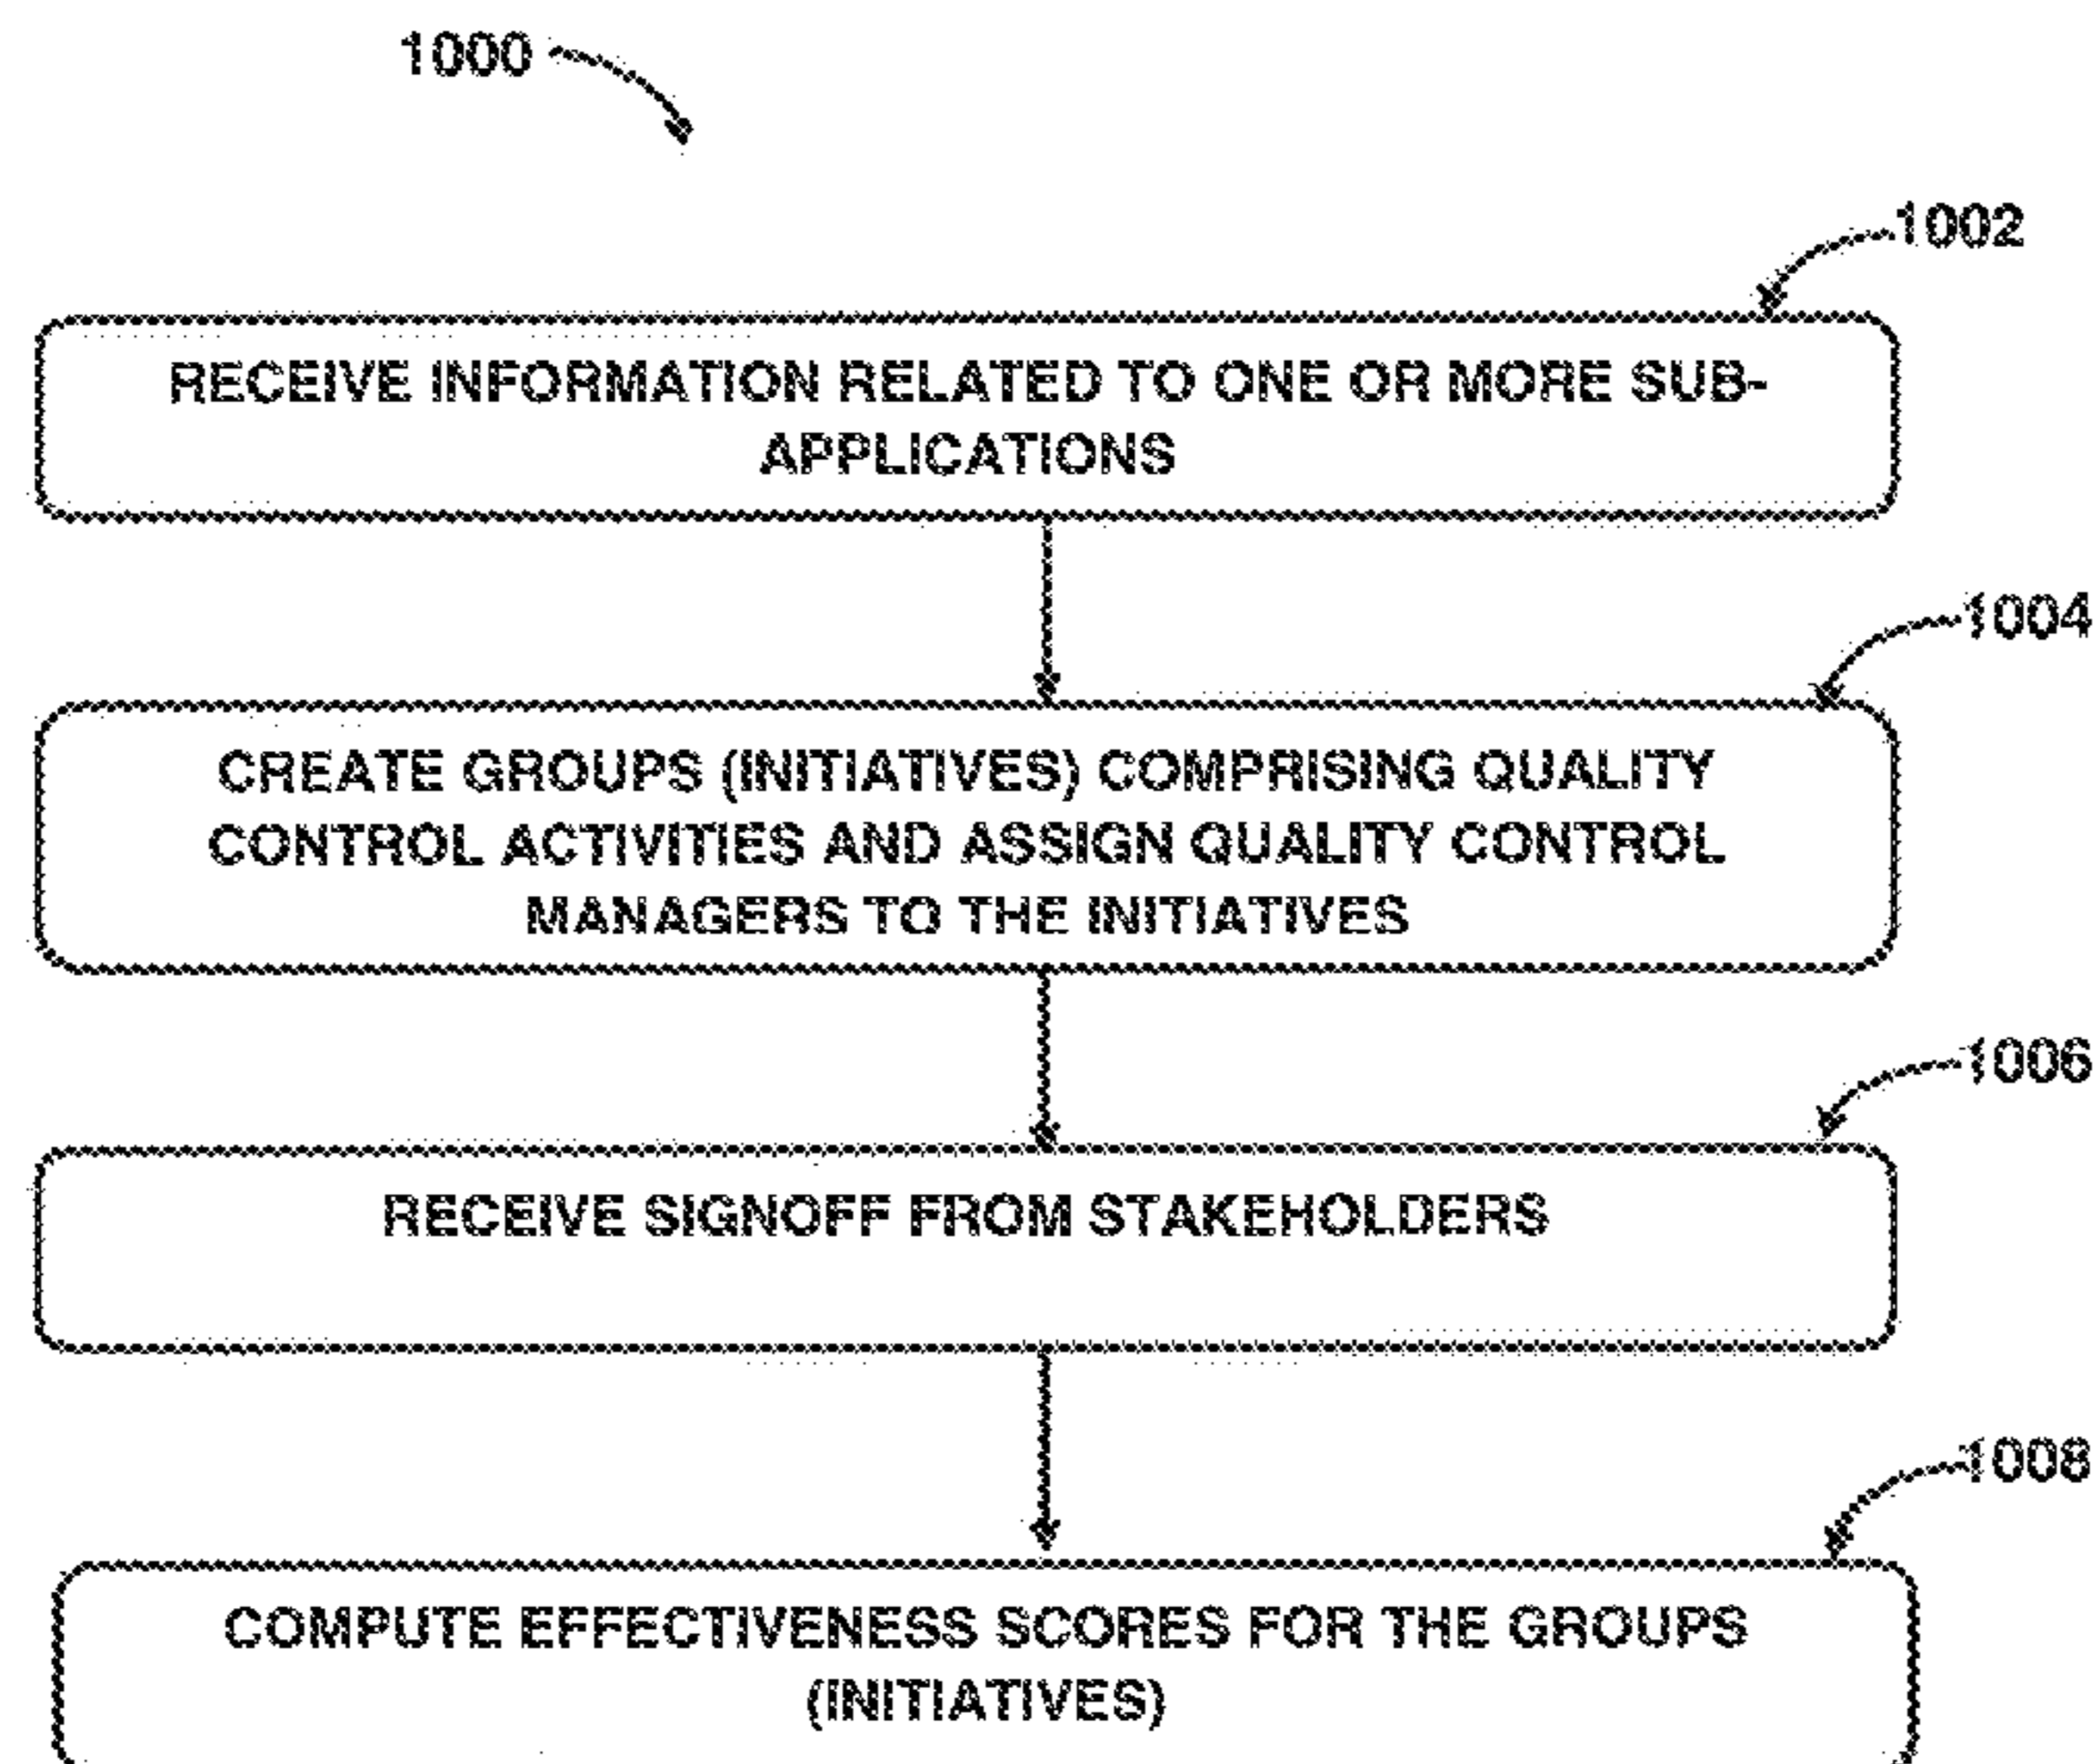 1000
1002
RECEIVE INFORMATION RELATED TO ONE OR MORE SUB-
APPLICATIONS
1004
CREATE GROUPS (INITIATIVES) COMPRISING QUALITY
CONTROL ACTIVITIES AND ASSIGN QUALITY CONTROL
MANAGERS TO THE INITIATIVES
1006
RECEIVE SIGNOFF FROM STAKEHOLDERS
1008
COMPUTE EFFECTIVENESS SCORES FOR THE GROUPS
(INITIATIVES)